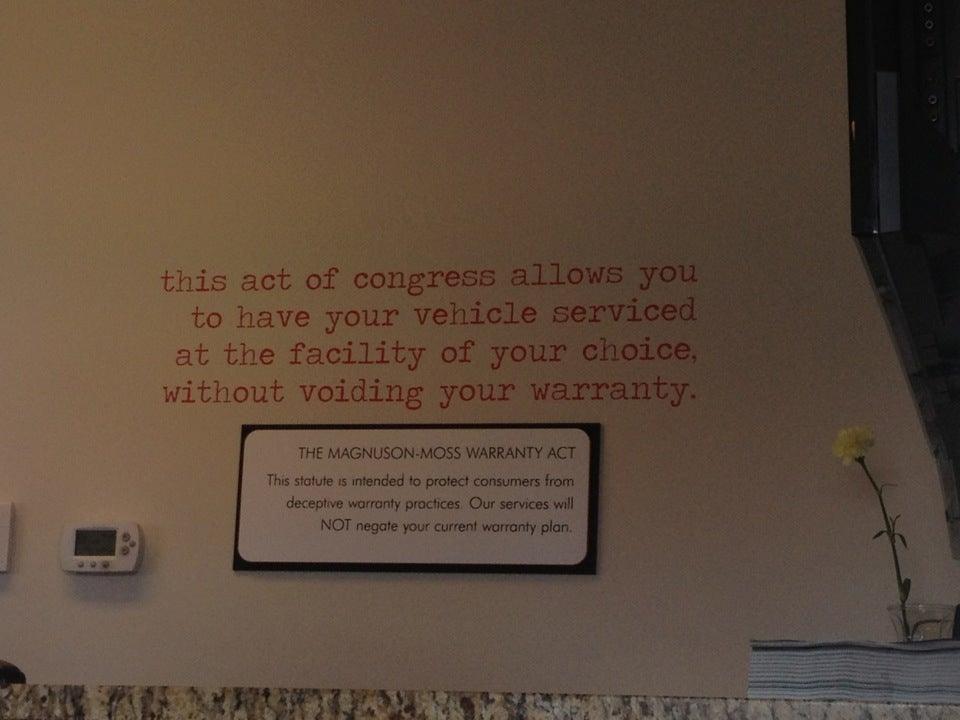 this act of congress allows you
to have your vehicle serviced
at the facility of your choice,
without voiding your warranty.
THE MAGNUSON-MOSS WARRANTY ACT
This statute is intended to protect consumers from
deceptive warranty practices. Our services will
NOT negate your current warranty plan.